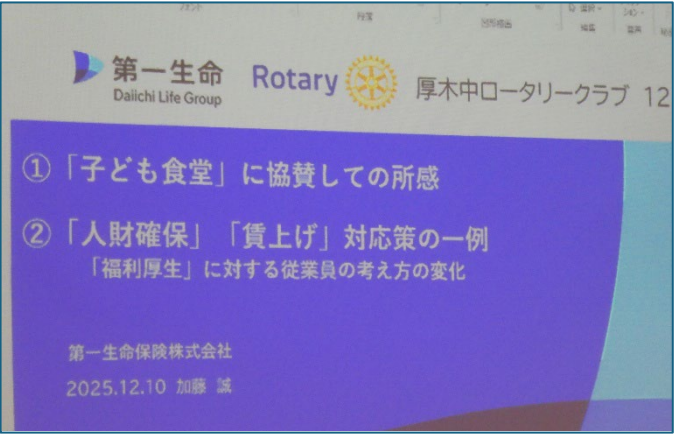 第一生命
Daiichi Life Group
Rotary
厚木中ロータリークラブ 12
①「子ども食堂」に協賛しての所感
②「人財確保」「賃上げ」対応策の一例
「福利厚生」に対する従業員の考え方の変化
第一生命保険株式会社
2025.12.10 加藤 誠